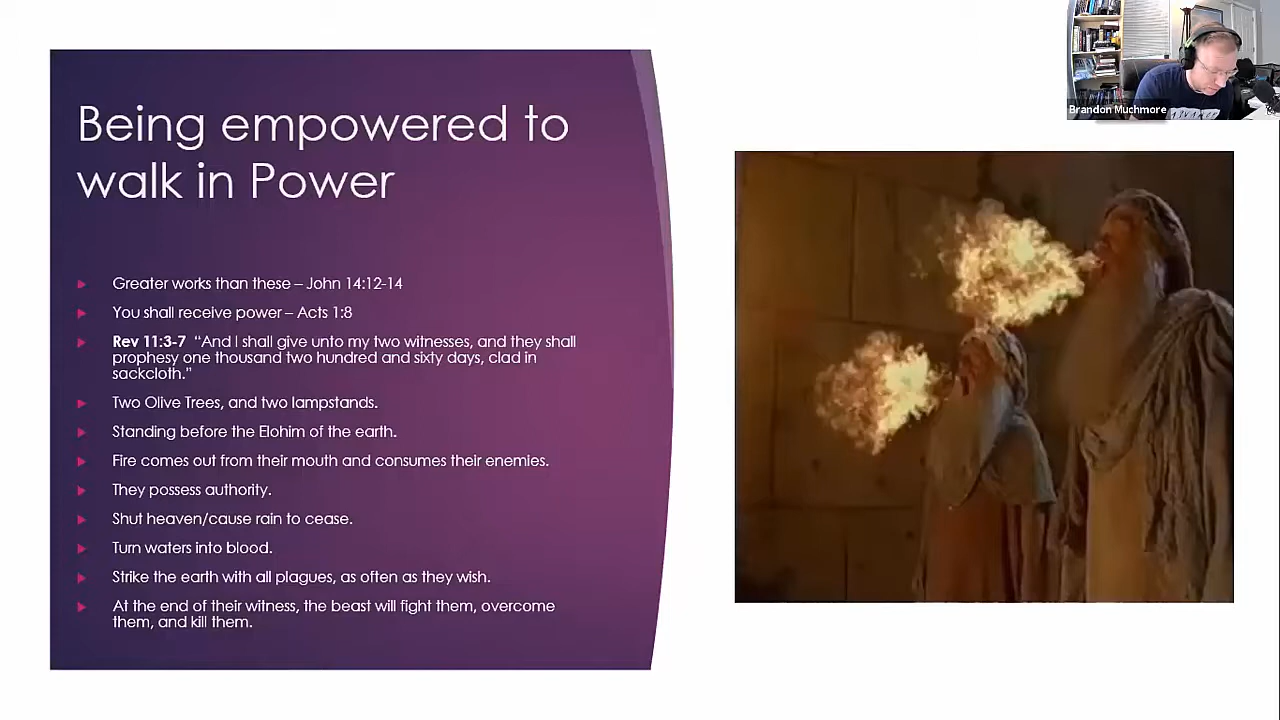 Being empowered to
walk in Power
Greater works than these – John 14:12-14
You shall receive power – Acts 1:8
Rev 11:3-7 “And I shall give unto my two witnesses, and they shall
prophesy one thousand two hundred and sixty days, clad in
sackcloth.”
Two Olive Trees, and two lampstands.
Standing before the Elohim of the earth.
Fire comes out from their mouth and consumes their enemies.
They possess authority.
Shut heaven/cause rain to cease.
Turn waters into blood.
Strike the earth with all plagues, as often as they wish.
At the end of their witness, the beast will fight them, overcome
them, and kill them.
Brandon Muchmore